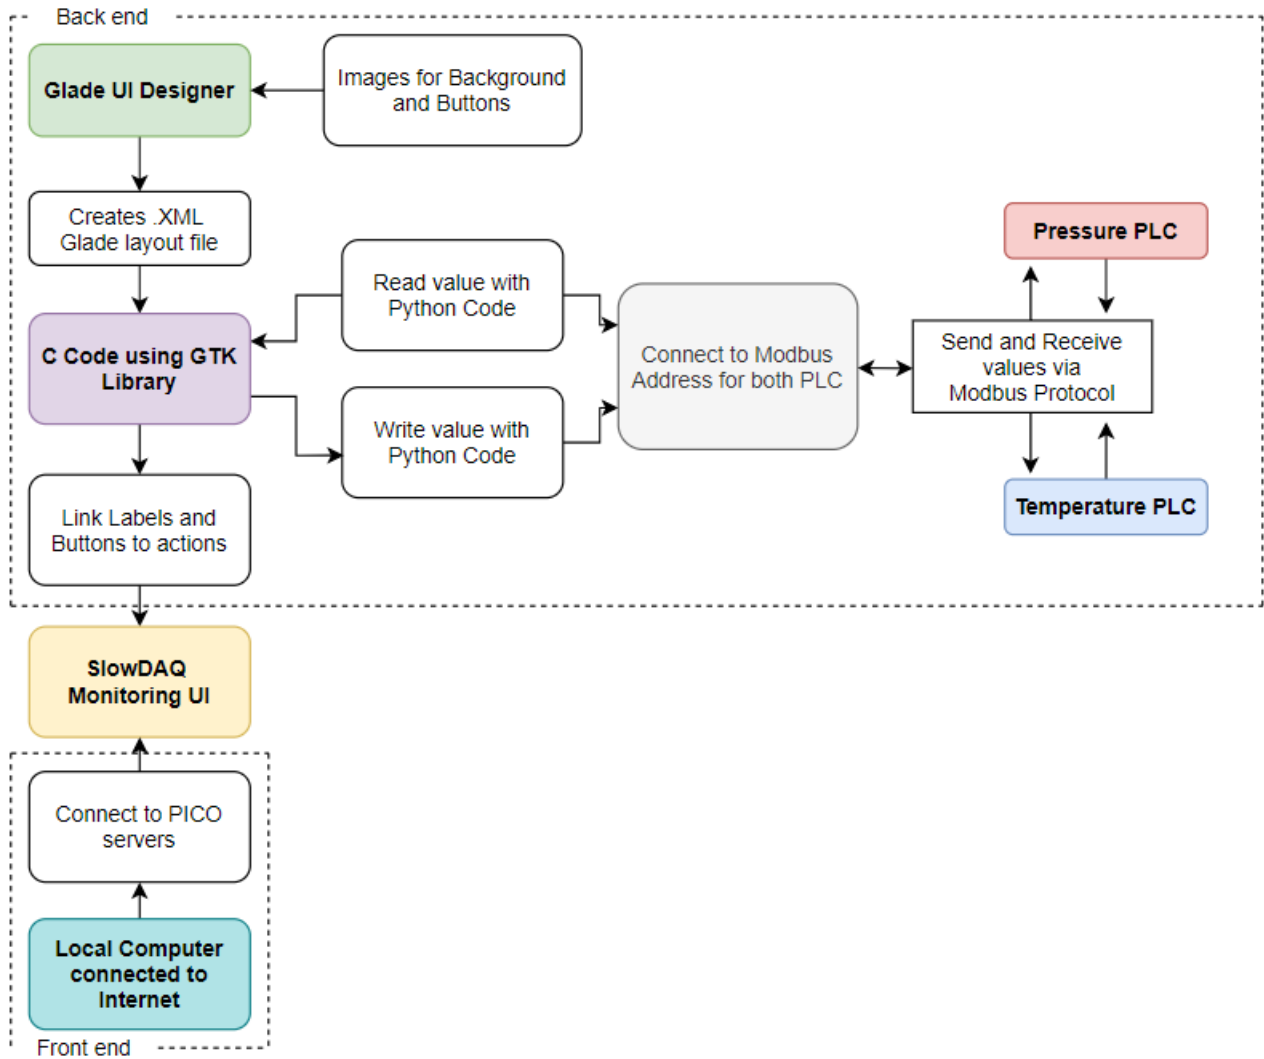 Back end
Glade UI Designer
Images for Background
and Buttons
Creates .XML
Glade layout file
Pressure PLC
Read value with
Python Code
C Code using GTK
Library
Connect to Modbus
Address for both PLC
Send and Receive
values via
Modbus Protocol
Write value with
Python Code
Link Labels and
Buttons to actions
Temperature PLC
SlowDAQ
Monitoring UI
Connect to PICO
servers
Local Computer
connected to
Internet
Front end